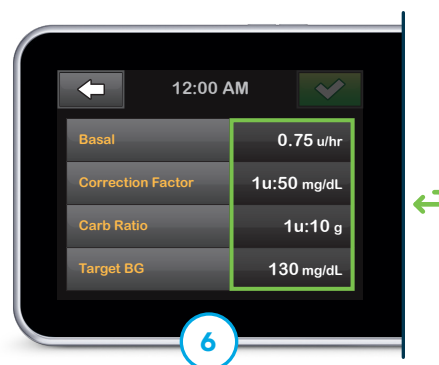 12:00 AM
Basal 0.75 u/hr
Correction Factor 1u:50 mg/dL
Carb Ratio 1u:10 g
Target BG 130 mg/dL
6